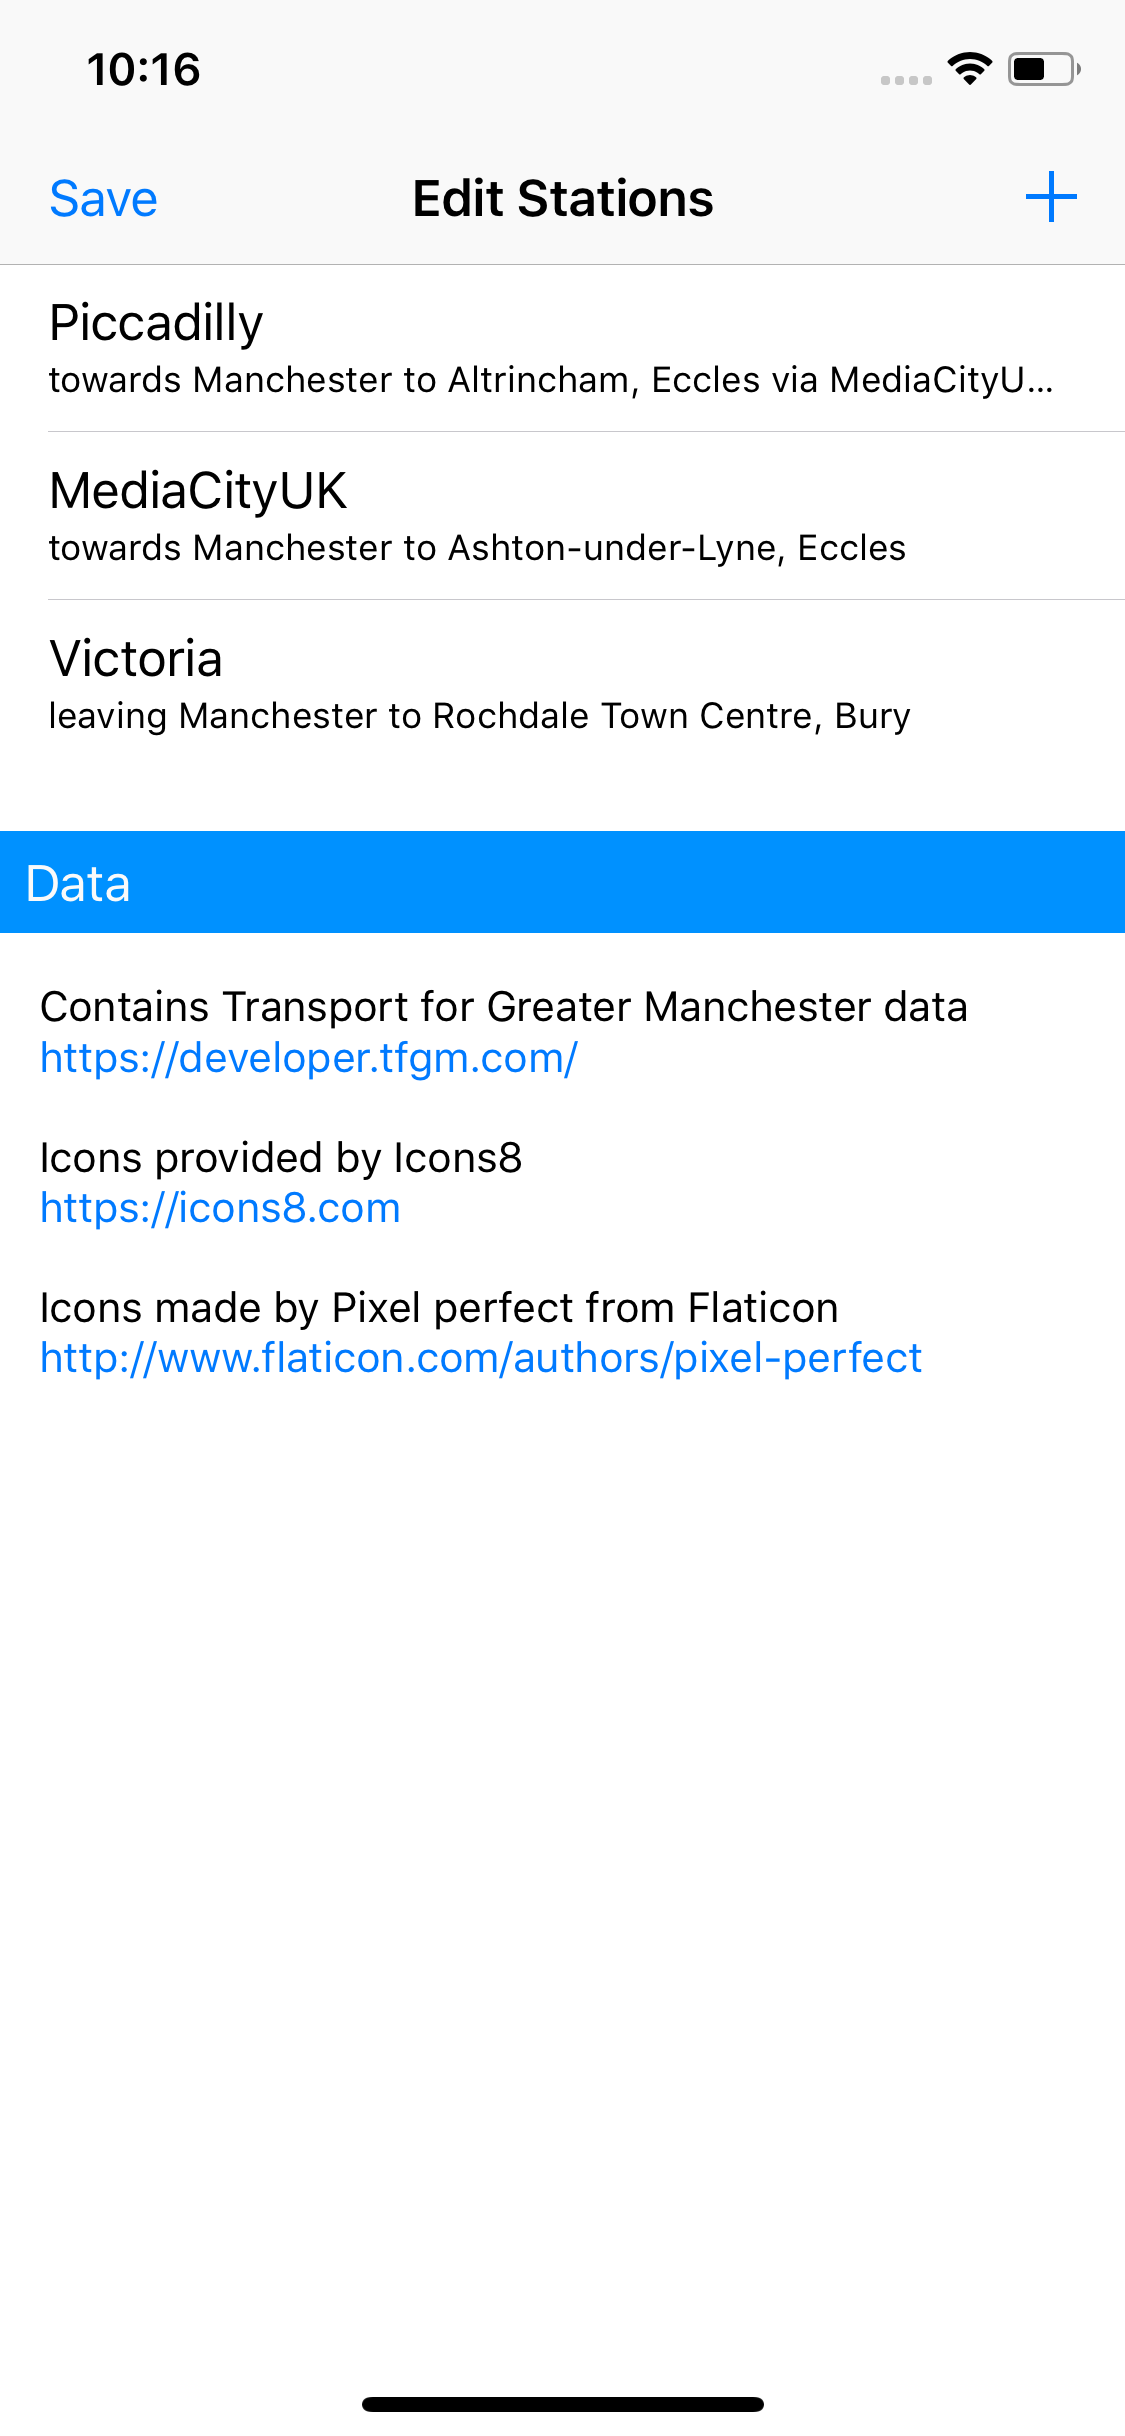 10:16
Save
Edit Stations
Piccadilly
towards Manchester to Altrincham, Eccles via MediaCityU...
MediaCityUK
towards Manchester to Ashton-under-Lyne, Eccles
Victoria
leaving Manchester to Rochdale Town Centre, Bury
Data
Contains Transport for Greater Manchester data
https://developer.tfgm.com/
Icons provided by Icons8
https://icons8.com
Icons made by Pixel perfect from Flaticon
http://www.flaticon.com/authors/pixel-perfect